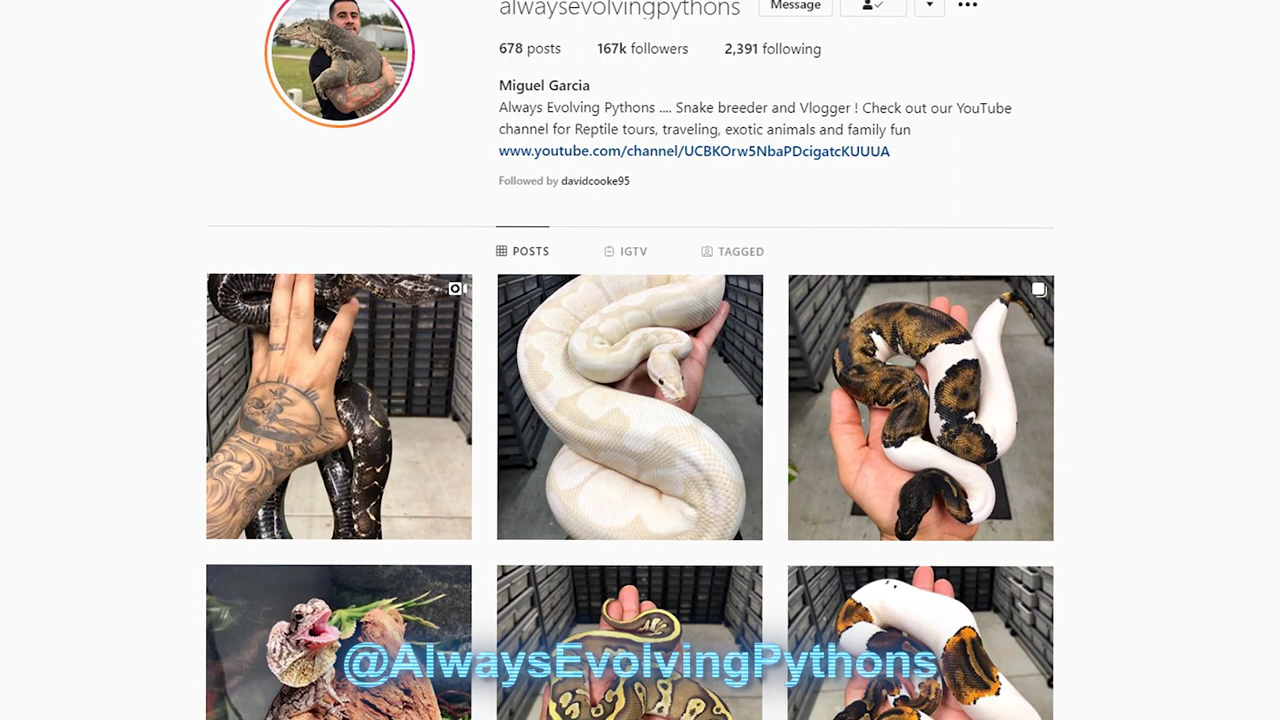 alwaysevolvingpythons Message
678 posts 167k followers 2,391 following
Miguel Garcia
Always Evolving Pythons .... Snake breeder and Vlogger ! Check out our YouTube
channel for Reptile tours, traveling, exotic animals and family fun
www.youtube.com/channel/UCBKOrw5NbaPDcigatcKUUUA
Followed by davidcooke95
POSTS IGTV TAGGED
@AlwaysEvolvingPythons